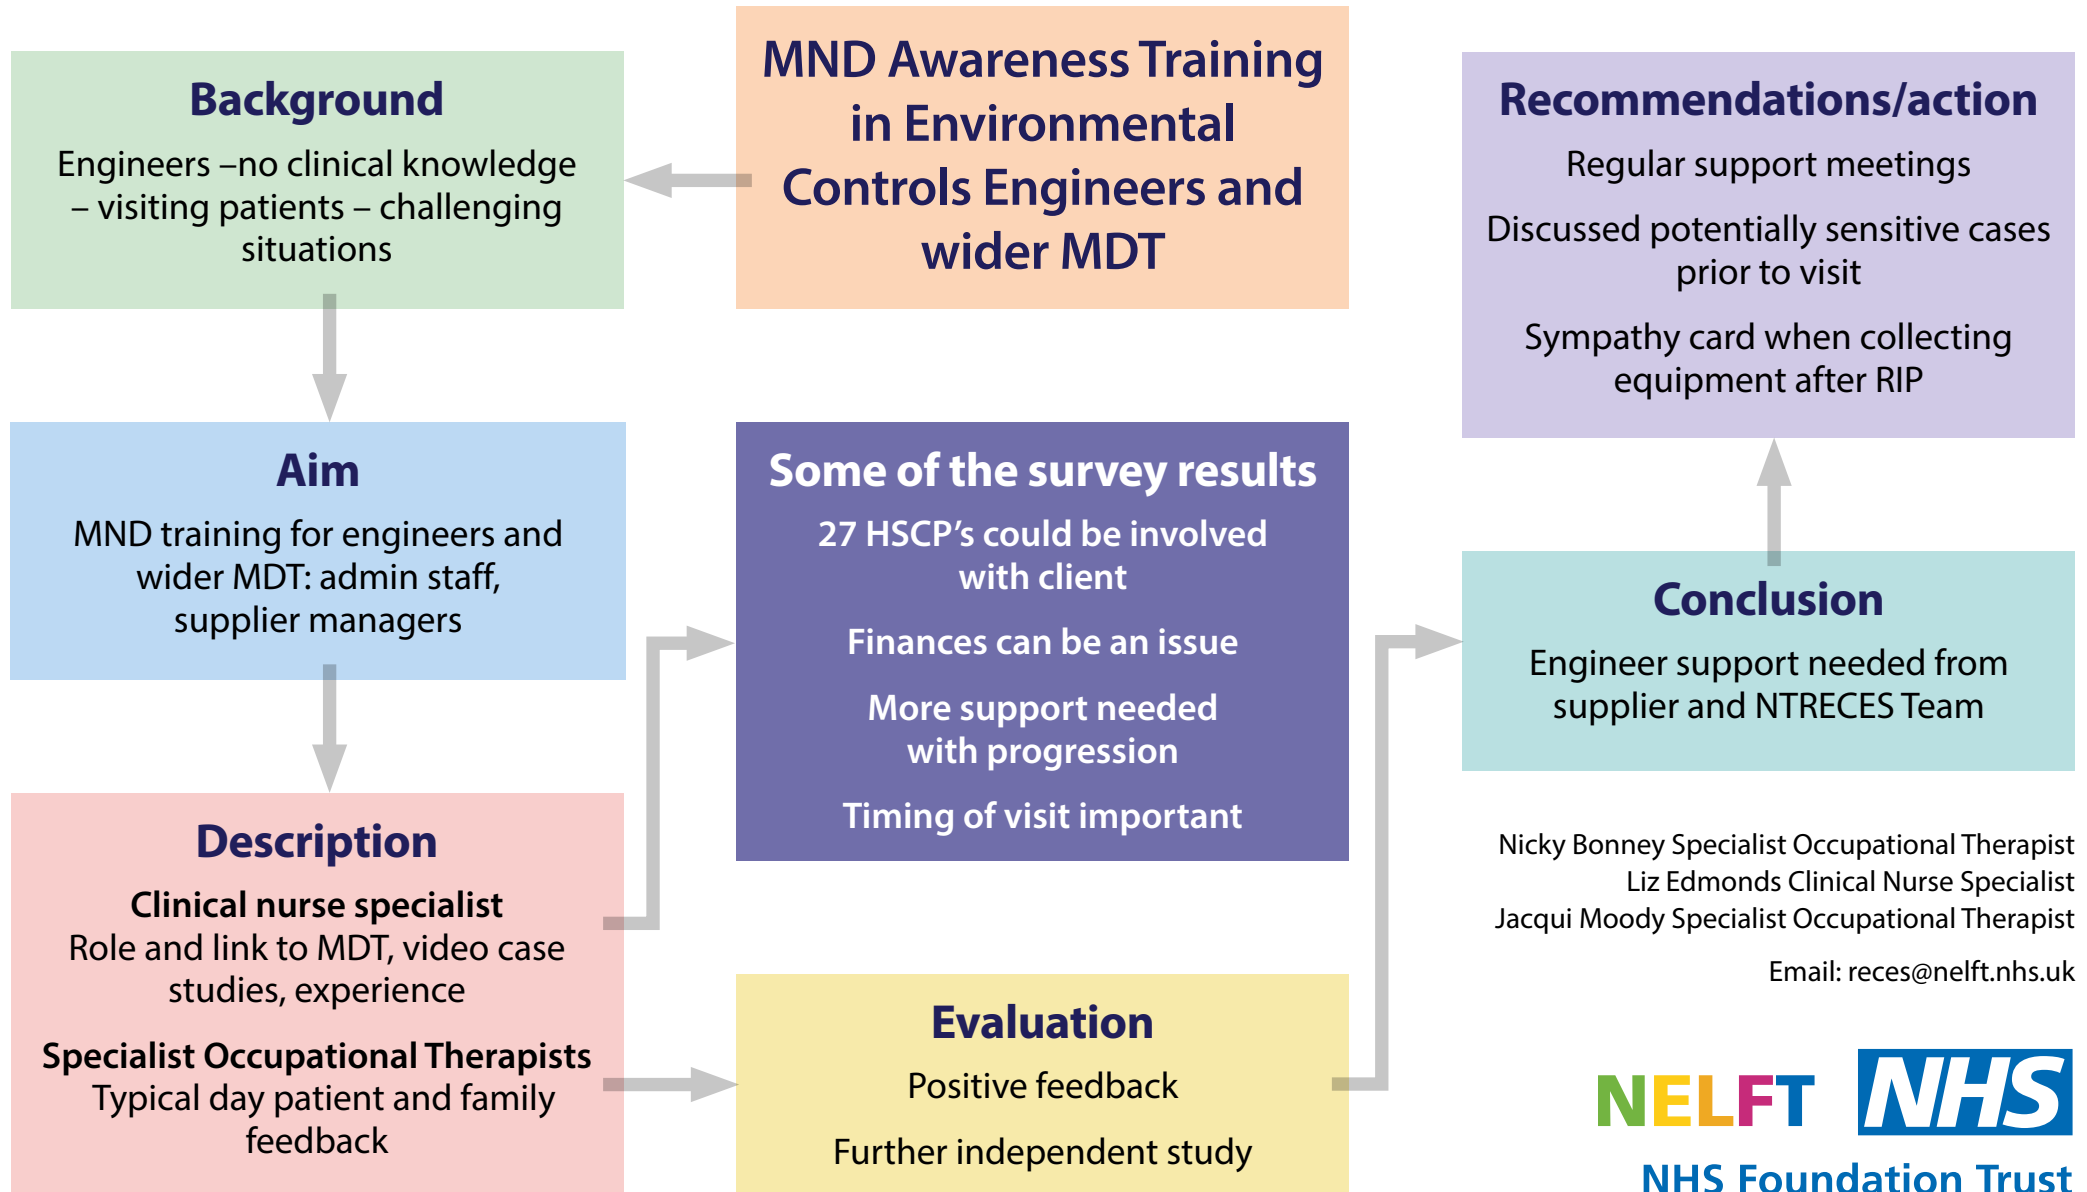 MND Awareness Training
in Environmental
Controls Engineers and
wider MDT
Background
Engineers –no clinical knowledge
– visiting patients – challenging
situations
Aim
MND training for engineers and
wider MDT: admin staff,
supplier managers
Description
Clinical nurse specialist
Role and link to MDT, video case
studies, experience
Specialist Occupational Therapists
Typical day patient and family
feedback
Some of the survey results
27 HSCP’s could be involved
with client
Finances can be an issue
More support needed
with progression
Timing of visit important
Evaluation
Positive feedback
Further independent study
Conclusion
Engineer support needed from
supplier and NTRECES Team
Recommendations/action
Regular support meetings
Discussed potentially sensitive cases
prior to visit
Sympathy card when collecting
equipment after RIP
Nicky Bonney Specialist Occupational Therapist
Liz Edmonds Clinical Nurse Specialist
Jacqui Moody Specialist Occupational Therapist
Email: reces@nelft.nhs.uk
NELFT NHS
NHS Foundation Trust